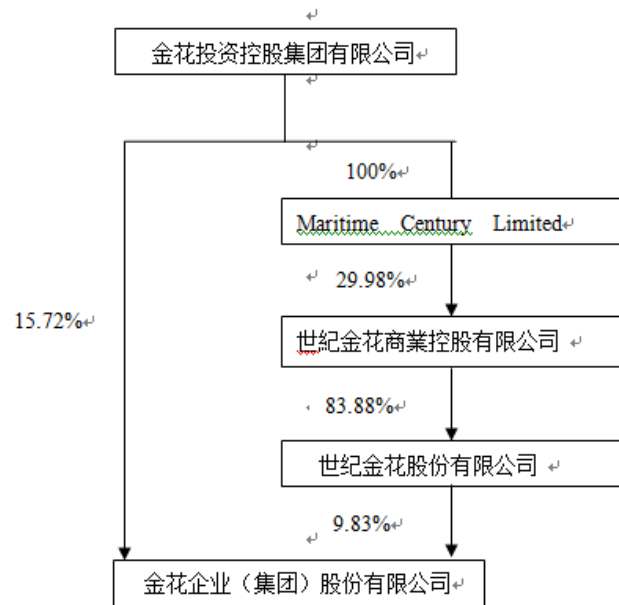 金花投资控股集团有限公司
100%
Maritime Century Limited
29.98%
15.72%
世紀金花商業控股有限公司
83.88%
世纪金花股份有限公司
9.83%
金花企业（集团）股份有限公司